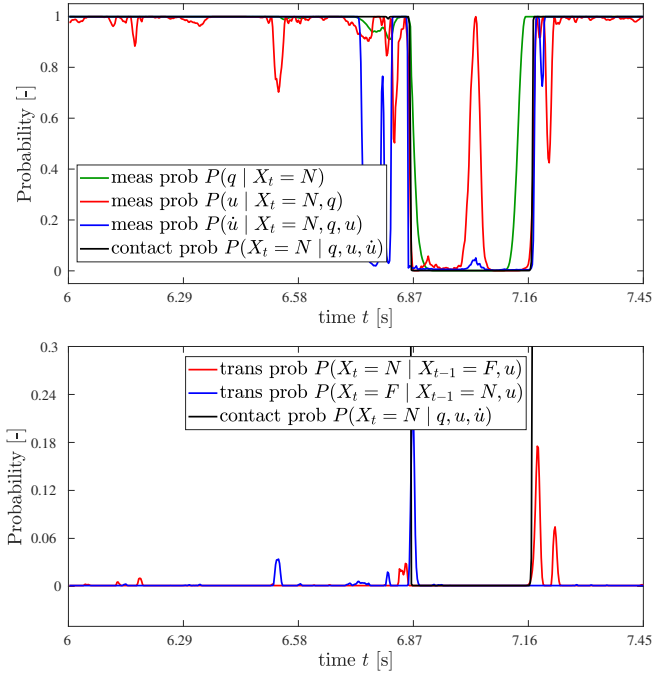 1
0.8
0.6
0.4
0.2
0
Probability [-]
meas prob P(q | X_t = N)
meas prob P(u | X_t = N, q)
meas prob P(u̇ | X_t = N, q, u)
contact prob P(X_t = N | q, u, u̇)
6 6.29 6.58 6.87 7.16 7.45
time t [s]
0.3
0.24
0.18
0.12
0.06
0
Probability [-]
trans prob P(X_t = N | X_{t−1} = F, u)
trans prob P(X_t = F | X_{t−1} = N, u)
contact prob P(X_t = N | q, u, u̇)
6 6.29 6.58 6.87 7.16 7.45
time t [s]